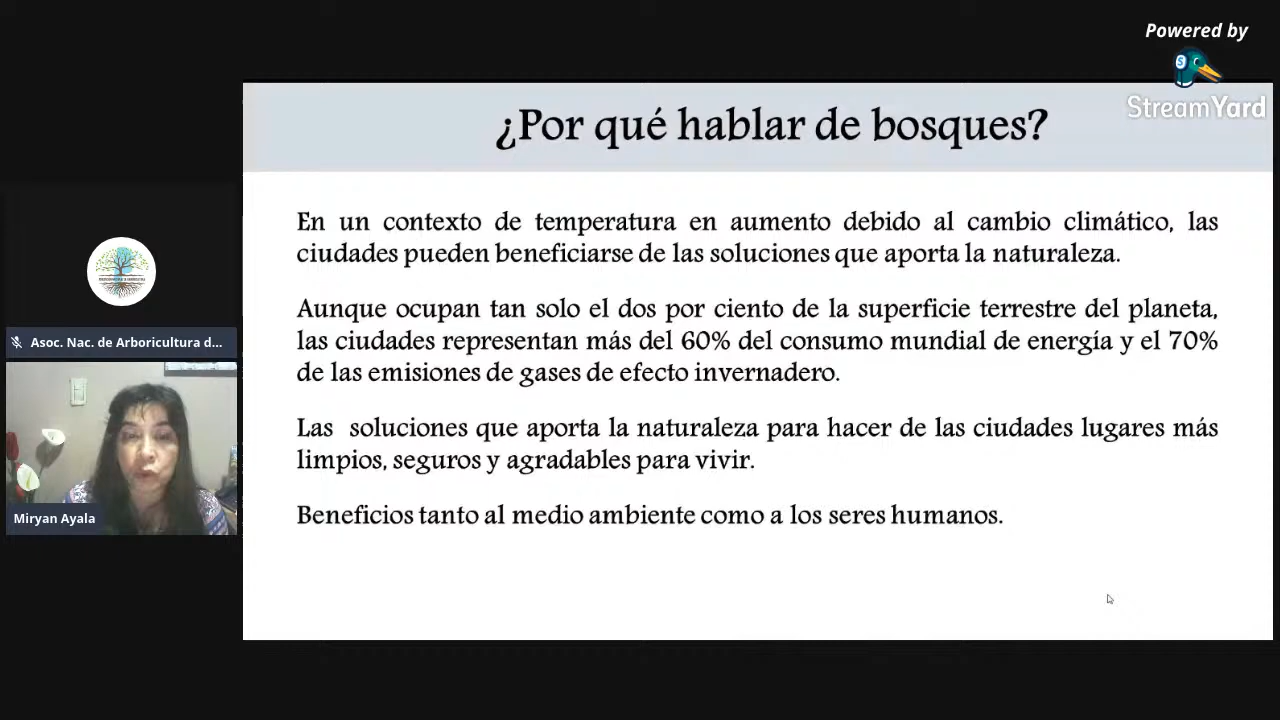 Powered by
StreamYard
¿Por qué hablar de bosques?
En un contexto de temperatura en aumento debido al cambio climático, las
ciudades pueden beneficiarse de las soluciones que aporta la naturaleza.
Aunque ocupan tan solo el dos por ciento de la superficie terrestre del planeta,
las ciudades representan más del 60% del consumo mundial de energía y el 70%
de las emisiones de gases de efecto invernadero.
Las soluciones que aporta la naturaleza para hacer de las ciudades lugares más
limpios, seguros y agradables para vivir.
Beneficios tanto al medio ambiente como a los seres humanos.
Asoc. Nac. de Arboricultura d...
Miryan Ayala